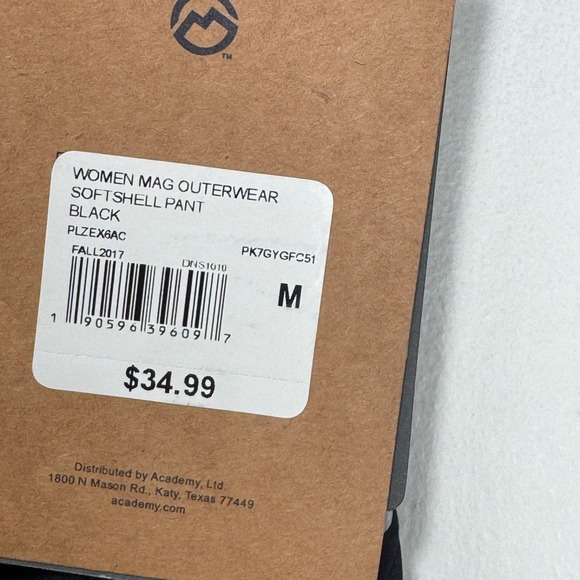 TM
WOMEN MAG OUTERWEAR
SOFTSHELL PANT
BLACK
PLZEX6AC PK7GYGFC51
FALL2017 DNS1010
M
1 90596 39609 7
$34.99
Distributed by Academy, Ltd.
1800 N Mason Rd., Katy, Texas 77449
academy.com